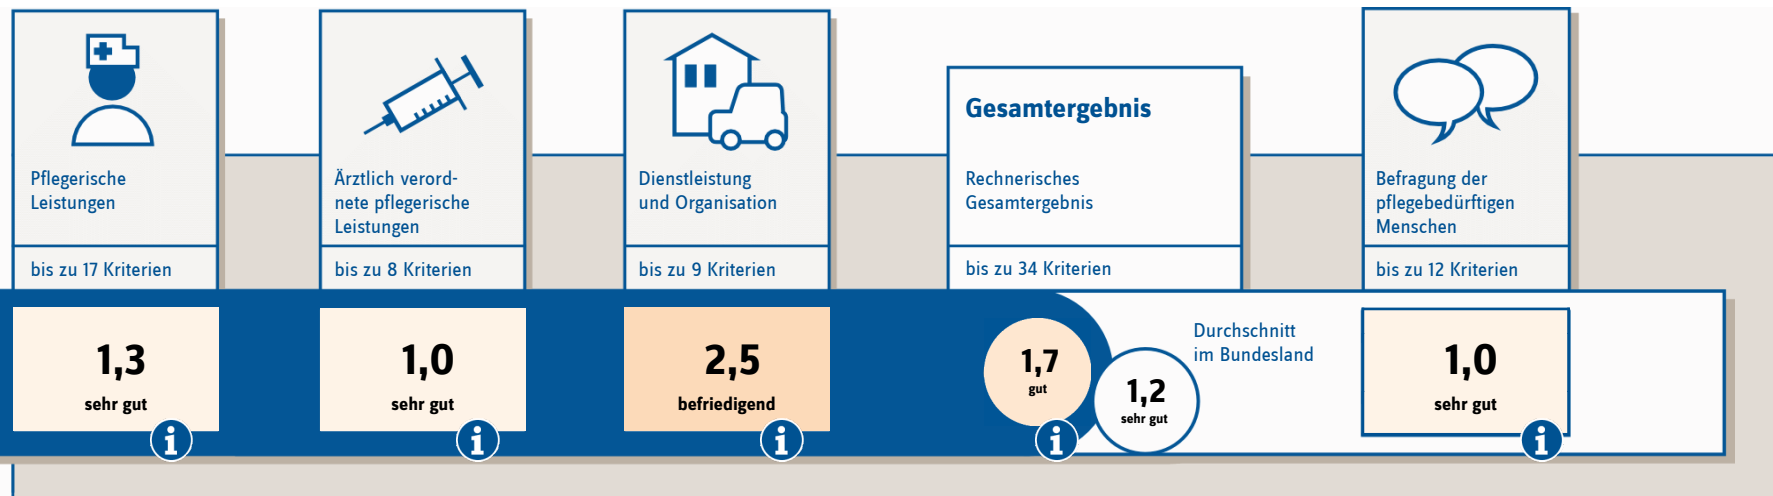 Pflegerische
Leistungen
bis zu 17 Kriterien
1,3
sehr gut
i
Ärztlich verord-
nete pflegerische
Leistungen
bis zu 8 Kriterien
1,0
sehr gut
i
Dienstleistung
und Organisation
bis zu 9 Kriterien
2,5
befriedigend
i
Gesamtergebnis
Rechnerisches
Gesamtergebnis
bis zu 34 Kriterien
1,7
gut
i
1,2
sehr gut
Durchschnitt
im Bundesland
Befragung der
pflegebedürftigen
Menschen
bis zu 12 Kriterien
1,0
sehr gut
i